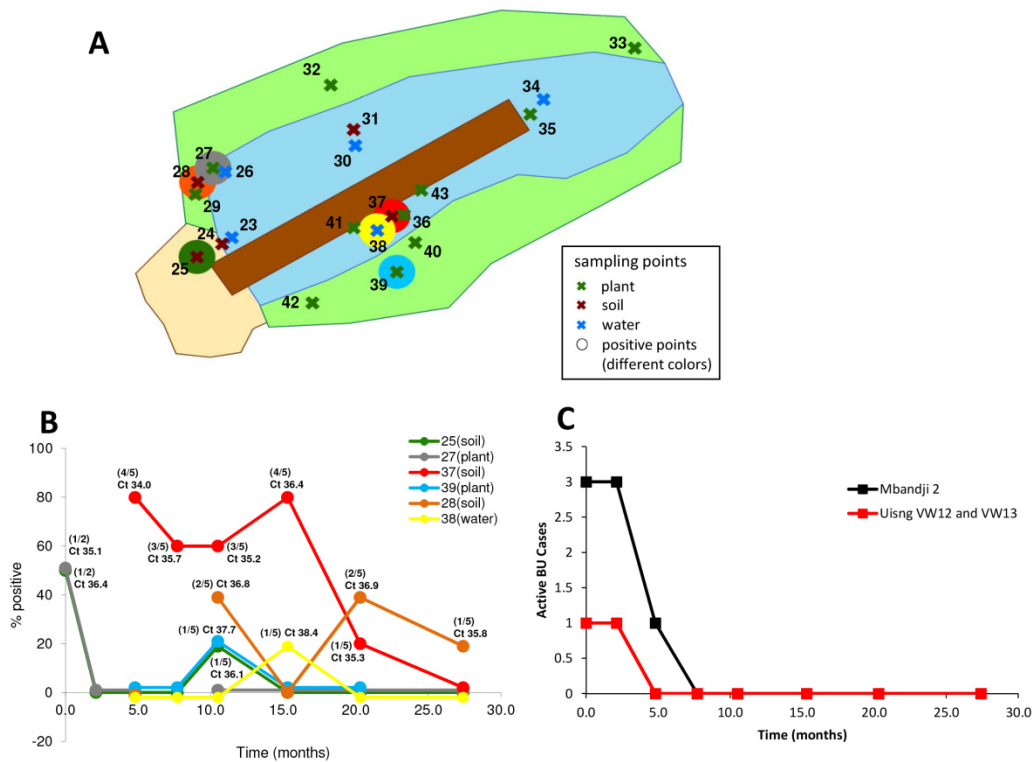 A
33
32
34
31
35
30
27
28
26
29
43
37
36
41
24
23
38
40
25
39
42
sampling points
plant
soil
water
positive points
(different colors)
B
100
80
60
40
20
0
-20
% positive
0.0
5.0
10.0
15.0
20.0
25.0
30.0
Time (months)
25(soil)
27(plant)
37(soil)
39(plant)
28(soil)
38(water)
(1/2)
Ct 35.1
(1/2)
Ct 36.4
(4/5)
Ct 34.0
(3/5)
Ct 35.7
(3/5)
Ct 35.2
(4/5)
Ct 36.4
(2/5) Ct 36.8
(1/5) Ct 37.7
(1/5)
Ct 36.1
(1/5) Ct 38.4
(2/5)
Ct 36.9
(1/5)
Ct 35.3
(1/5)
Ct 35.8
C
3.5
3
2.5
2
1.5
1
0.5
0
Active BU Cases
0.0
5.0
10.0
15.0
20.0
25.0
30.0
Time (months)
Mbandji 2
Uisng VW12 and VW13